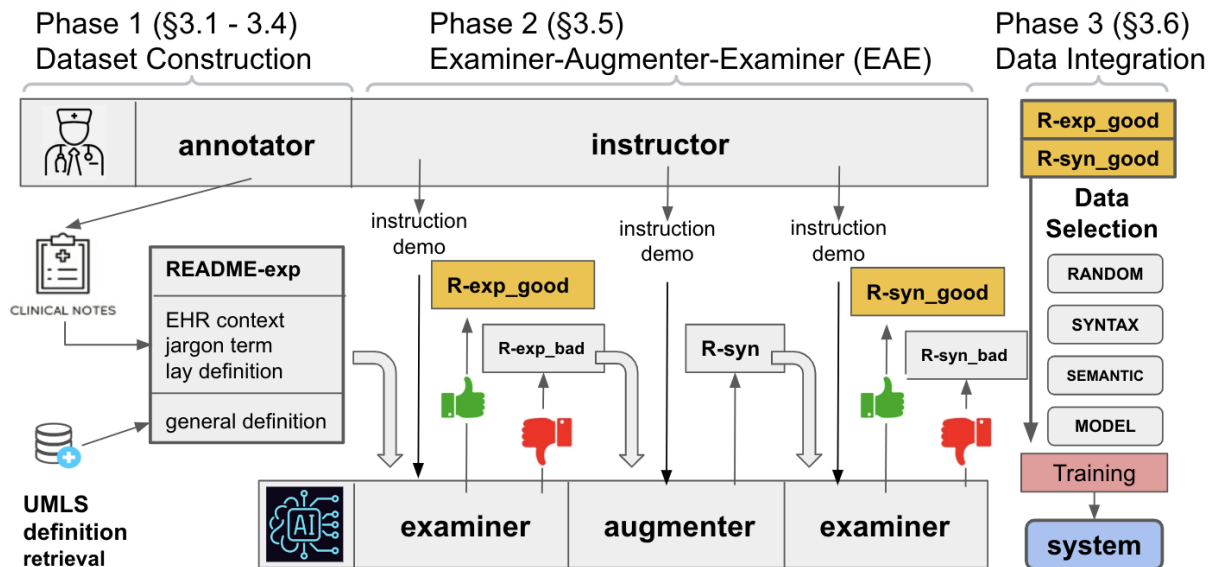 Phase 1 (§3.1 - 3.4)
Dataset Construction
Phase 2 (§3.5)
Examiner-Augmenter-Examiner (EAE)
Phase 3 (§3.6)
Data Integration
annotator
instructor
R-exp_good
R-syn_good
instruction
demo
instruction
demo
instruction
demo
Data
Selection
CLINICAL NOTES
README-exp
EHR context
jargon term
lay definition
general definition
R-exp_good
R-exp_bad
R-syn
R-syn_good
R-syn_bad
RANDOM
SYNTAX
SEMANTIC
MODEL
Training
system
UMLS
definition
retrieval
AI
examiner
augmenter
examiner